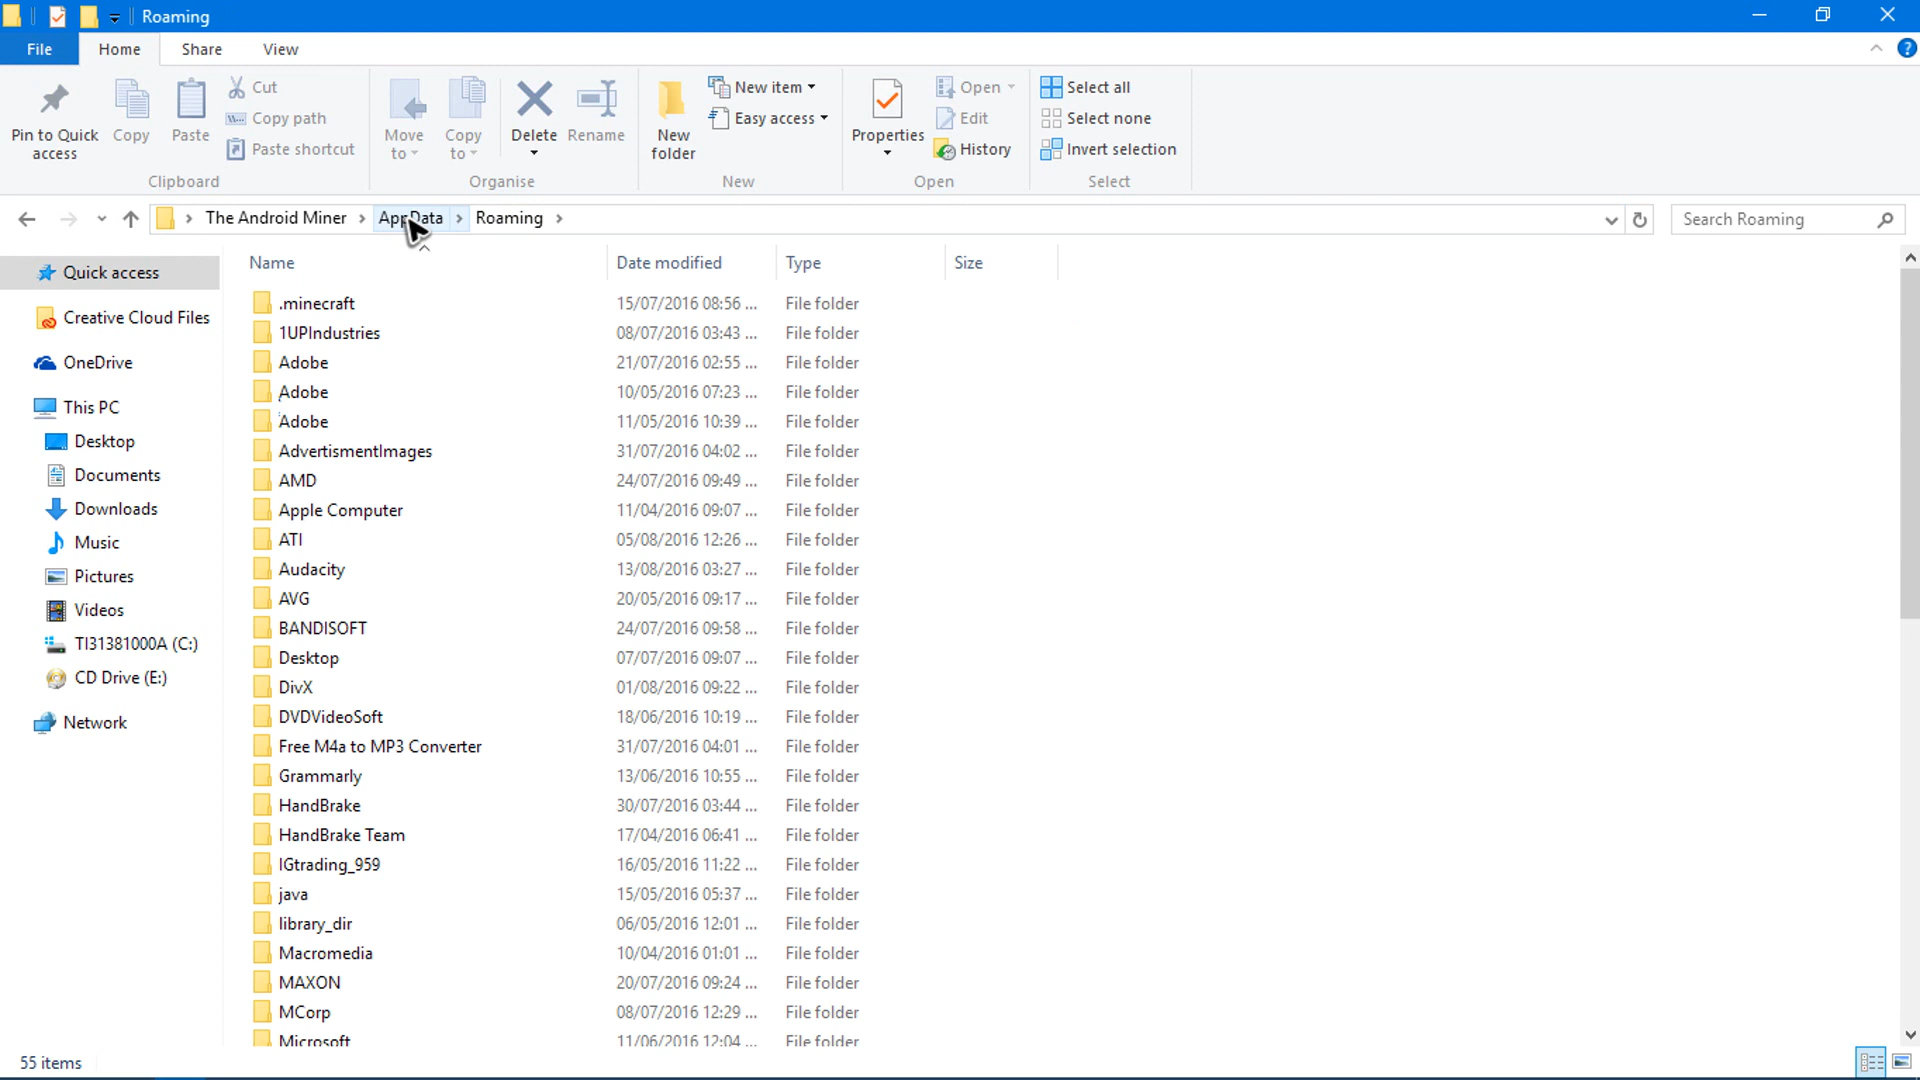 Roaming
File Home Share View
Pin to Quick access
Copy
Paste
Cut
Copy path
Paste shortcut
Clipboard
Move to
Copy to
Delete
Rename
Organise
New folder
New item
Easy access
New
Properties
Open
Edit
History
Open
Select all
Select none
Invert selection
Select
The Android Miner AppData Roaming
Search Roaming
Quick access
Creative Cloud Files
OneDrive
This PC
Desktop
Documents
Downloads
Music
Pictures
Videos
TI31381000A (C:)
CD Drive (E:)
Network
Name Date modified Type Size
.minecraft 15/07/2016 08:56 ... File folder
1UPIndustries 08/07/2016 03:43 ... File folder
Adobe 21/07/2016 02:55 ... File folder
Adobe 10/05/2016 07:23 ... File folder
Adobe 11/05/2016 10:39 ... File folder
AdvertismentImages 31/07/2016 04:02 ... File folder
AMD 24/07/2016 09:49 ... File folder
Apple Computer 11/04/2016 09:07 ... File folder
ATI 05/08/2016 12:26 ... File folder
Audacity 13/08/2016 03:27 ... File folder
AVG 20/05/2016 09:17 ... File folder
BANDISOFT 24/07/2016 09:58 ... File folder
Desktop 07/07/2016 09:07 ... File folder
DivX 01/08/2016 09:22 ... File folder
DVDVideoSoft 18/06/2016 10:19 ... File folder
Free M4a to MP3 Converter 31/07/2016 04:01 ... File folder
Grammarly 13/06/2016 10:55 ... File folder
HandBrake 30/07/2016 03:44 ... File folder
HandBrake Team 17/04/2016 06:41 ... File folder
IGtrading_959 16/05/2016 11:22 ... File folder
java 15/05/2016 05:37 ... File folder
library_dir 06/05/2016 12:01 ... File folder
Macromedia 10/04/2016 01:01 ... File folder
MAXON 20/07/2016 09:24 ... File folder
MCorp 08/07/2016 12:29 ... File folder
Microsoft 11/06/2016 12:04 ... File folder
55 items